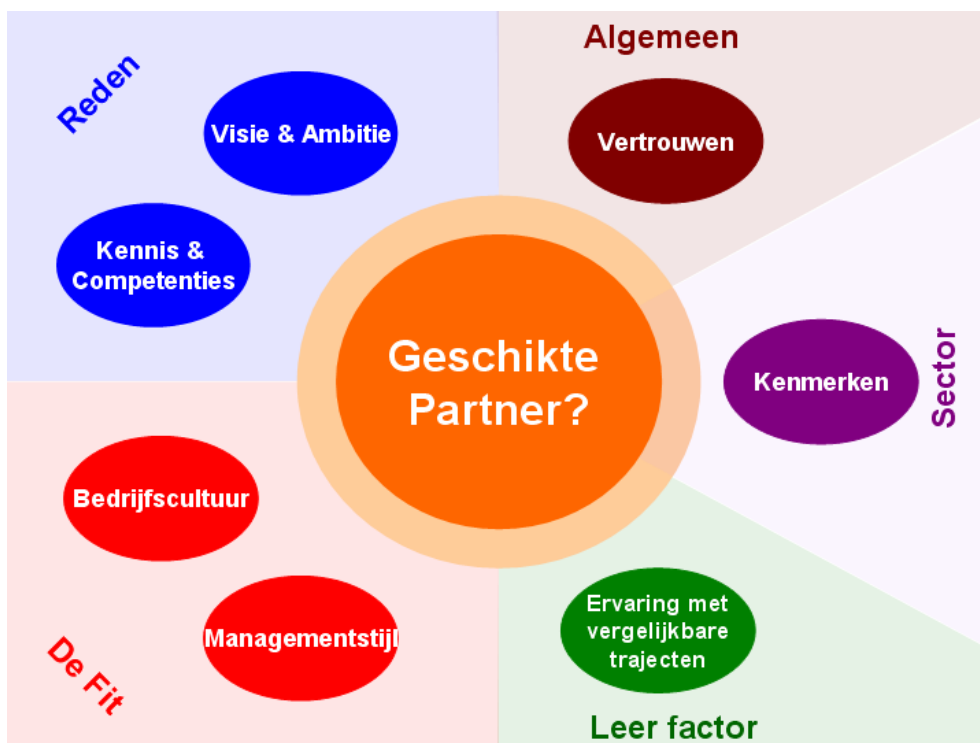 Reden
Visie & Ambitie
Kennis &
Competenties
Algemeen
Vertrouwen
Geschikte
Partner?
Kenmerken
Sector
Bedrijfscultuur
Managementstijl
De Fit
Ervaring met
vergelijkbare
trajecten
Leer factor